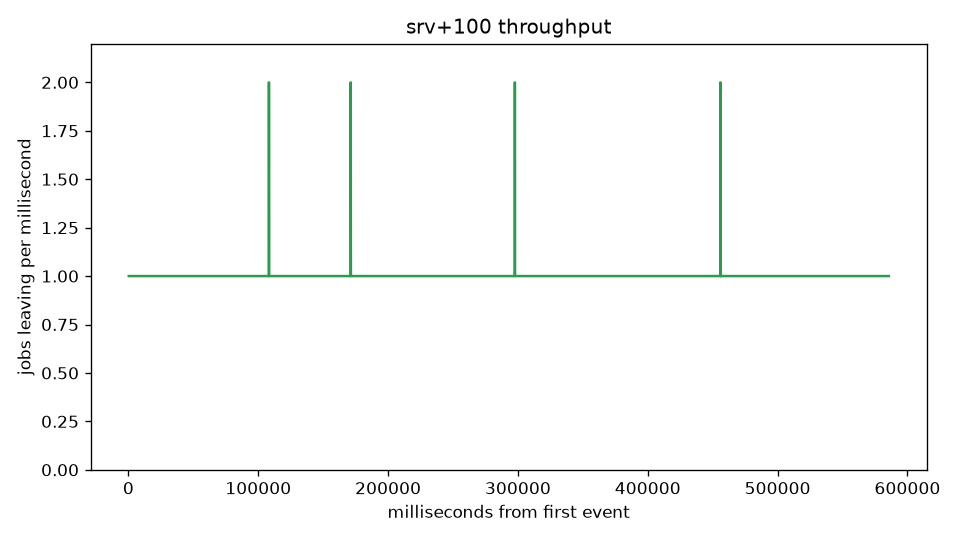 srv+100 throughput
jobs leaving per millisecond
2.00
1.75
1.50
1.25
1.00
0.75
0.50
0.25
0.00
0 100000 200000 300000 400000 500000 600000
milliseconds from first event